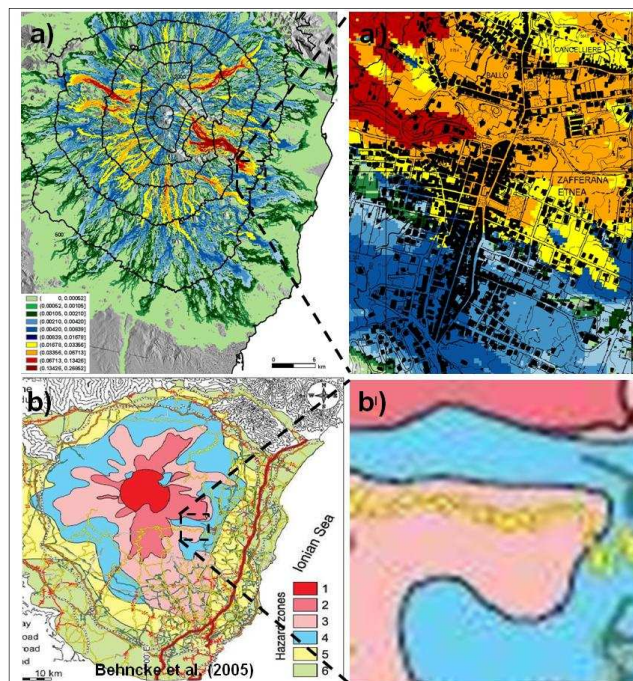 a)
500
( 0, 0.00052]
(0.00052, 0.00105]
(0.00105, 0.00210]
(0.00210, 0.00420]
(0.00420, 0.00839]
(0.00839, 0.01678]
(0.01678, 0.03356]
(0.03356, 0.06713]
(0.06713, 0.13426]
(0.13426, 0.26852]
0 5
km
BALLO
CANCELLIERE
ZAFFERANA
ETNEA
b)
Ionian Sea
Hazard zones
1
2
3
4
5
6
Behncke et al. (2005)
10 km